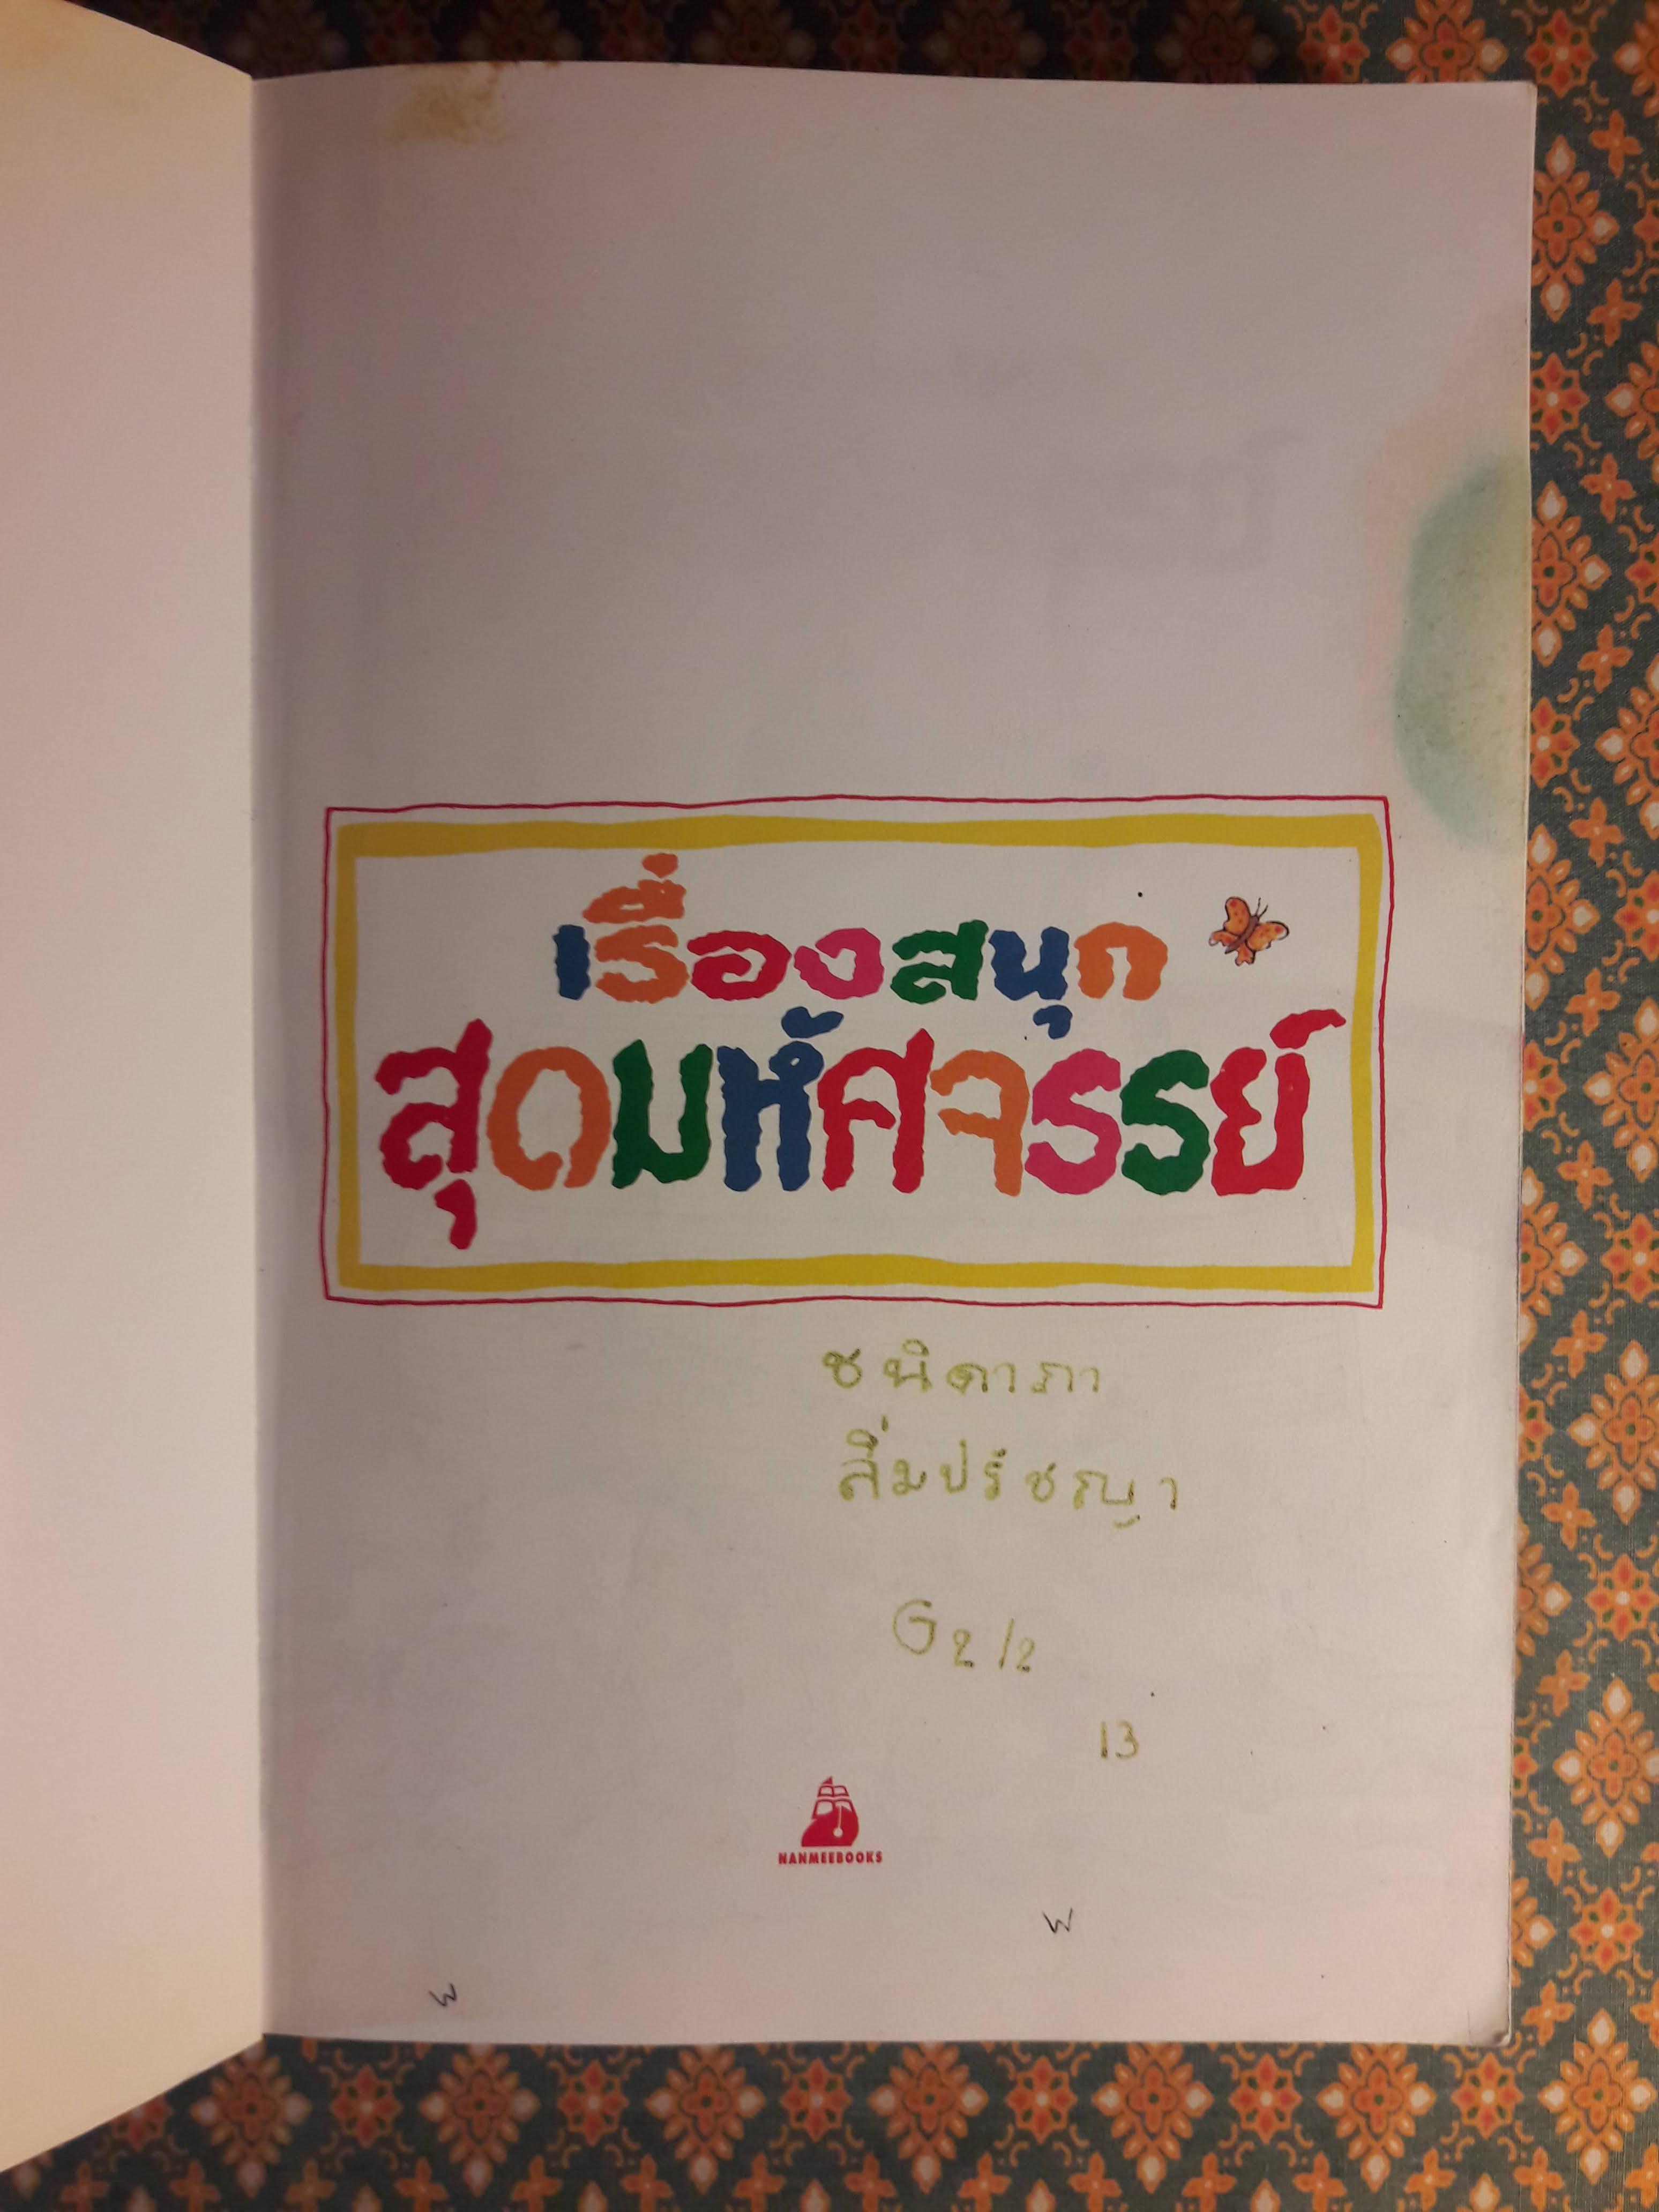 เรื่องสนุก
สุดมหัศจรรย์
ชนิดาภา
ลิ่มปรัชญา
G2/2
13
NANMEEBOOKS